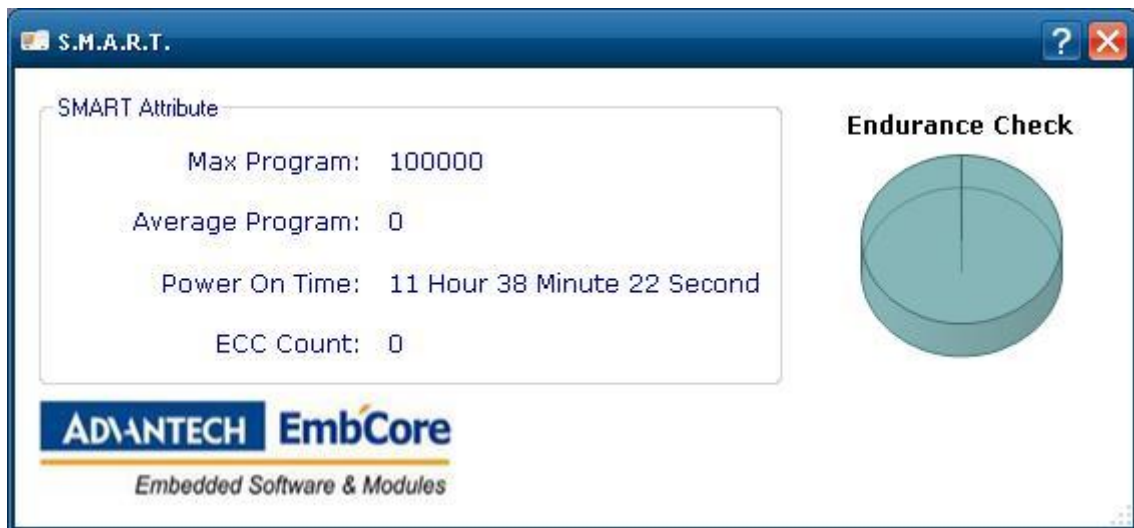 S.M.A.R.T.
SMART Attribute
Max Program: 100000
Average Program: 0
Power On Time: 11 Hour 38 Minute 22 Second
ECC Count: 0
Endurance Check
ADVANTECH EmbCore
Embedded Software & Modules